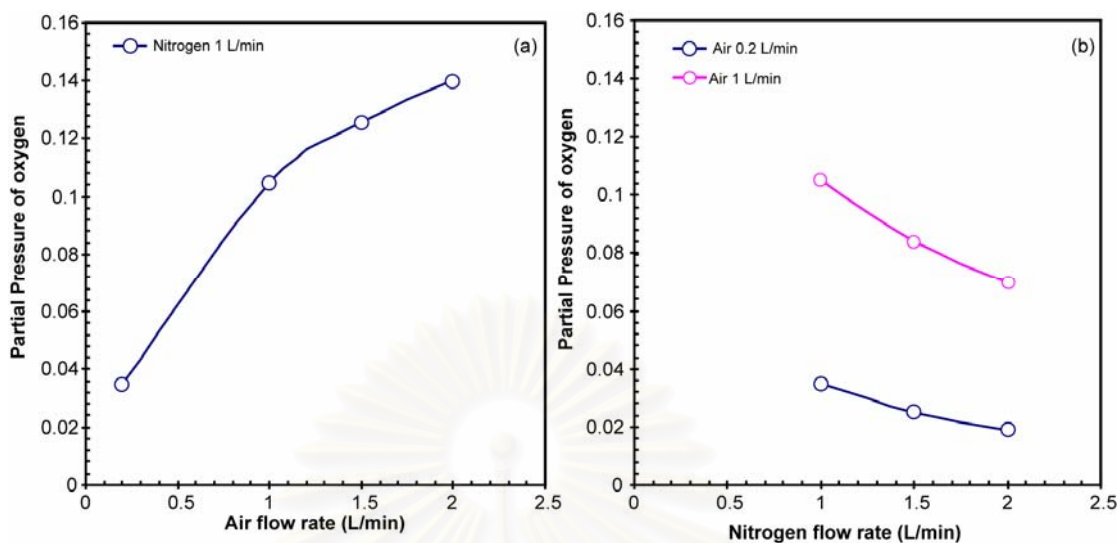 0.16
0.14
0.12
0.1
0.08
0.06
0.04
0.02
0
Partial Pressure of oxygen
Nitrogen 1 L/min
(a)
0 0.5 1 1.5 2 2.5
Air flow rate (L/min)
0.16
0.14
0.12
0.1
0.08
0.06
0.04
0.02
0
Partial Pressure of oxygen
Air 0.2 L/min
Air 1 L/min
(b)
0 0.5 1 1.5 2 2.5
Nitrogen flow rate (L/min)